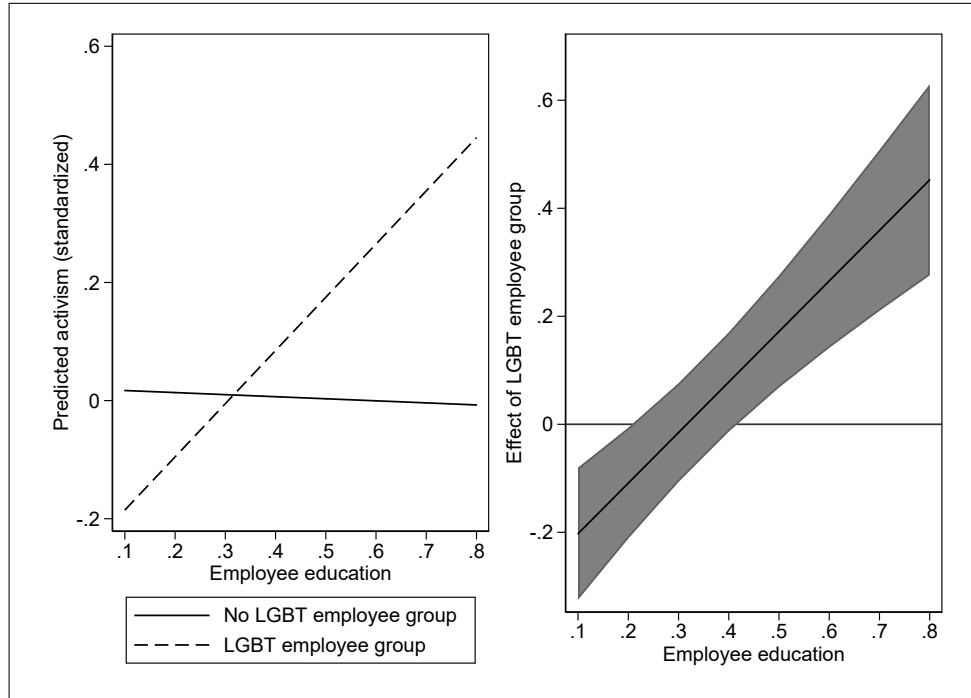 Predicted activism (standardized)
.6
.4
.2
0
-.2
.1 .2 .3 .4 .5 .6 .7 .8
Employee education
No LGBT employee group
LGBT employee group
Effect of LGBT employee group
.6
.4
.2
0
-.2
.1 .2 .3 .4 .5 .6 .7 .8
Employee education